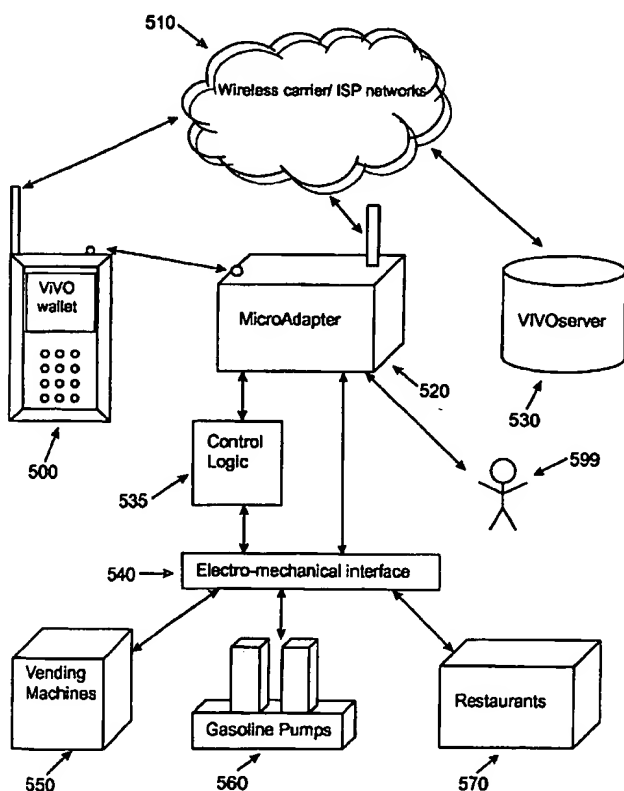 510
Wireless carrier/ ISP networks
ViVO
wallet
MicroAdapter
VIVOserver
520
530
500
Control
Logic
535
599
540
Electro-mechanical interface
Vending
Machines
Gasoline Pumps
Restaurants
550
560
570